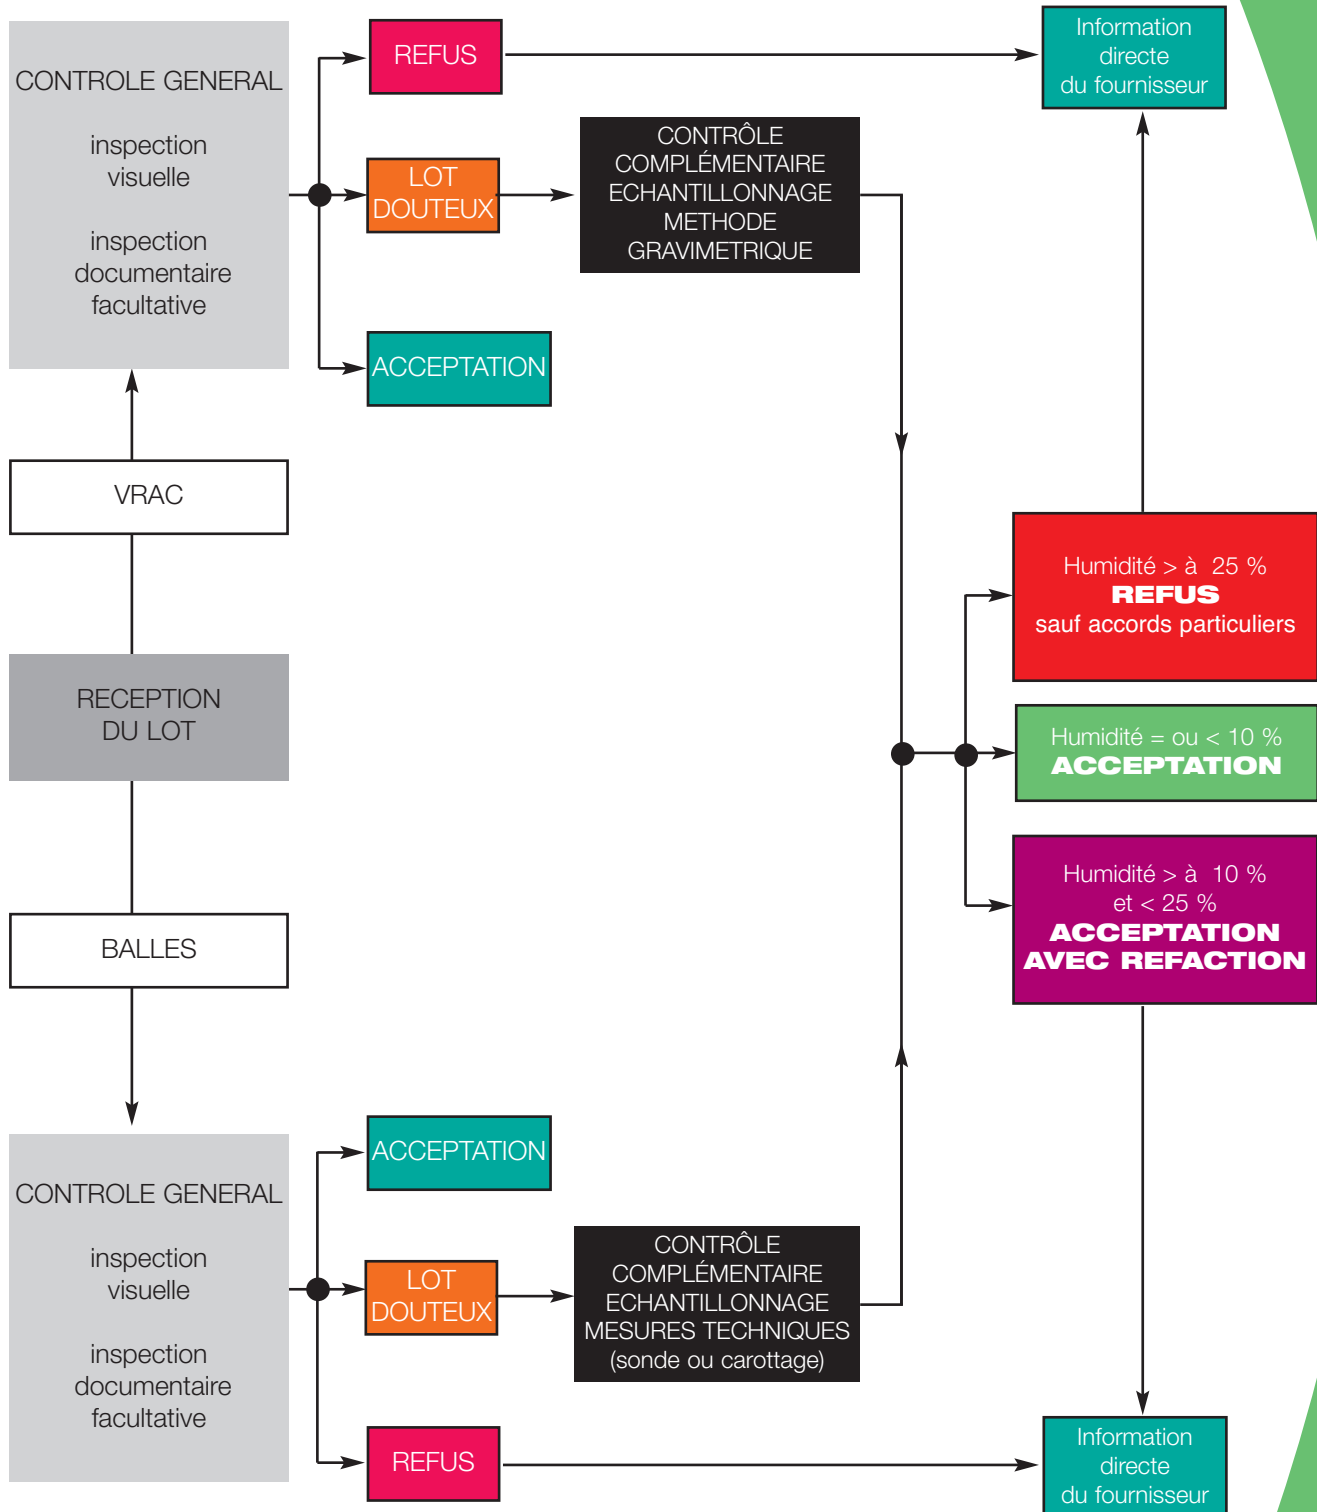 CONTROLE GENERAL
inspection
visuelle
inspection
documentaire
facultative
REFUS
Information
directe
du fournisseur
LOT
DOUTEUX
CONTRÔLE
COMPLÉMENTAIRE
ECHANTILLONNAGE
METHODE
GRAVIMETRIQUE
ACCEPTATION
VRAC
RECEPTION
DU LOT
BALLES
Humidité > à 25 %
REFUS
sauf accords particuliers
Humidité = ou < 10 %
ACCEPTATION
Humidité > à 10 %
et < 25 %
ACCEPTATION
AVEC REFACTION
CONTROLE GENERAL
inspection
visuelle
inspection
documentaire
facultative
ACCEPTATION
LOT
DOUTEUX
CONTRÔLE
COMPLÉMENTAIRE
ECHANTILLONNAGE
MESURES TECHNIQUES
(sonde ou carottage)
REFUS
Information
directe
du fournisseur